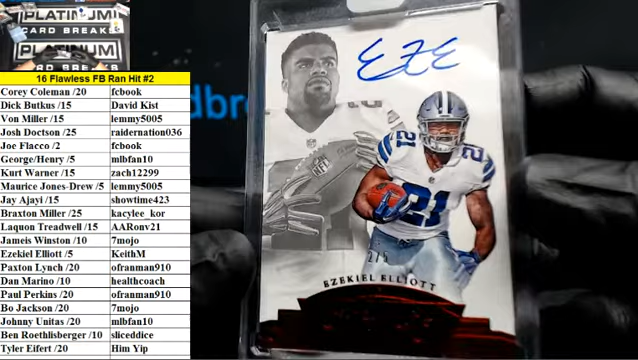 PLATINUM
CARD BREAKS
PLATINUM
CARD BREAKS
16 Flawless FB Ran Hit #2
Corey Coleman /20 fcbook
Dick Butkus /15 David Kist
Von Miller /15 lemmy5005
Josh Doctson /25 raidernation036
Joe Flacco /2 fcbook
George/Henry /5 mlbfan10
Kurt Warner /15 zach12299
Maurice Jones-Drew /5 lemmy5005
Jay Ajayi /15 showtime423
Braxton Miller /25 kacylee_kor
Laquon Treadwell /15 AARonv21
Jameis Winston /10 7mojo
Ezekiel Elliott /5 KeithM
Paxton Lynch /20 ofranman910
Dan Marino /10 healthcoach
Paul Perkins /20 ofranman910
Bo Jackson /20 7mojo
Johnny Unitas /20 mlbfan10
Ben Roethlisberger /10 sliceddice
Tyler Eifert /20 Him Yip
EZE
21
21
21
2/5
EZEKIEL ELLIOTT